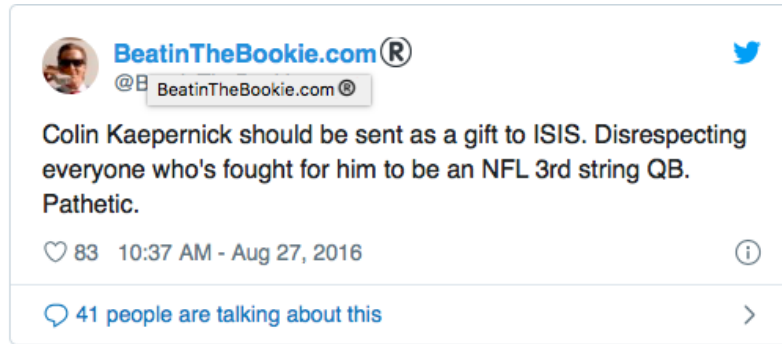 BeatinTheBookie.com®
@B
BeatinTheBookie.com®
Colin Kaepernick should be sent as a gift to ISIS. Disrespecting
everyone who's fought for him to be an NFL 3rd string QB.
Pathetic.
83 10:37 AM - Aug 27, 2016
41 people are talking about this